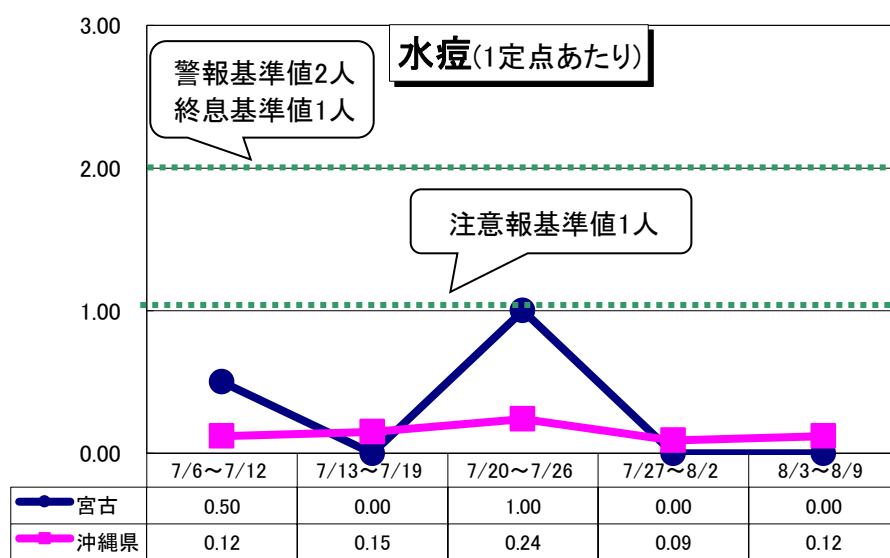 3.00
水痘(1定点あたり)
警報基準値2人
終息基準値1人
2.00
注意報基準値1人
1.00
0.00
7/6～7/12 7/13～7/19 7/20～7/26 7/27～8/2 8/3～8/9
宮古 0.50 0.00 1.00 0.00 0.00
沖縄県 0.12 0.15 0.24 0.09 0.12